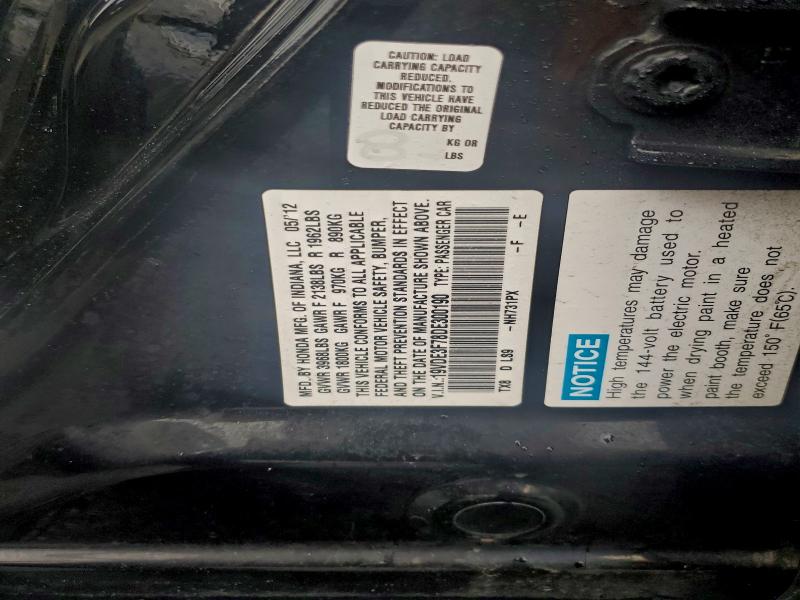 CAUTION: LOAD
CARRYING CAPACITY
REDUCED.
MODIFICATIONS TO
THIS VEHICLE HAVE
REDUCED THE ORIGINAL
LOAD CARRYING
CAPACITY BY
KG OR
LBS
MFD. BY HONDA MFG. OF INDIANA, LLC 05/'12
GVWR 3968LBS GAWR F 2138LBS R 1962LBS
GVWR 1800KG GAWR F 970KG R 890KG
THIS VEHICLE CONFORMS TO ALL APPLICABLE
FEDERAL MOTOR VEHICLE SAFETY, BUMPER,
AND THEFT PREVENTION STANDARDS IN EFFECT
ON THE DATE OF MANUFACTURE SHOWN ABOVE.
V.I.N.:19VDE3F78DE300190 TYPE: PASSENGER CAR
TX8 D LS9 -NH731PX -F -E
NOTICE
High temperatures may damage
the 144-volt battery used to
power the electric motor.
when drying paint in a heated
paint booth, make sure
the temperature does not
exceed 150°F(65°C).